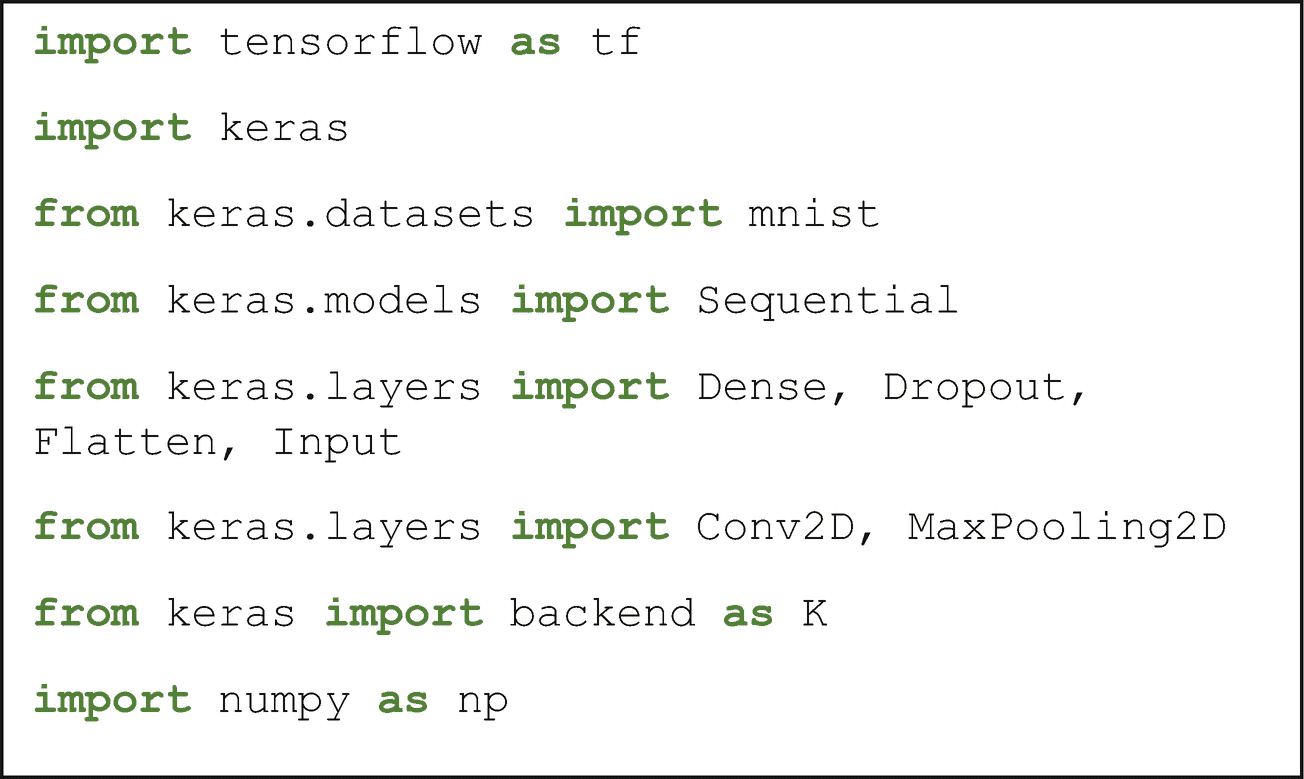 import tensorflow as tf
import keras
from keras.datasets import mnist
from keras.models import Sequential
from keras.layers import Dense, Dropout,
Flatten, Input
from keras.layers import Conv2D, MaxPooling2D
from keras import backend as K
import numpy as np